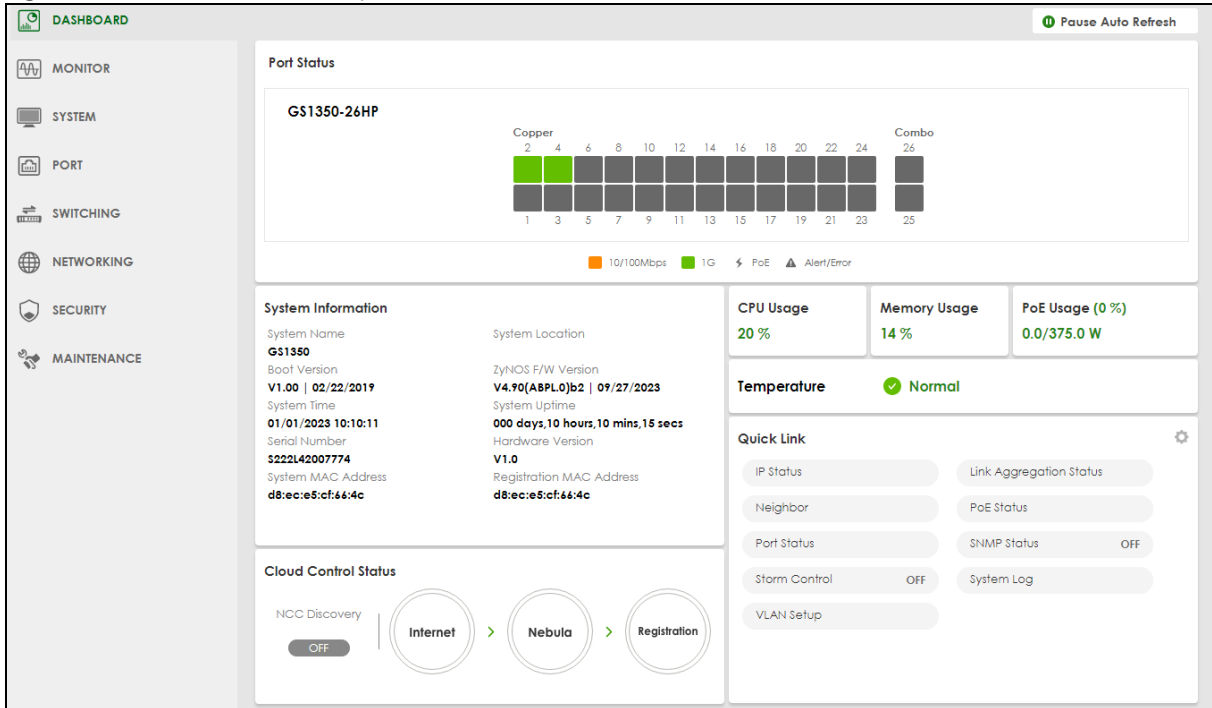 DASHBOARD
Pause Auto Refresh
MONITOR
SYSTEM
PORT
SWITCHING
NETWORKING
SECURITY
MAINTENANCE
Port Status
GS1350-26HP
Copper Combo
2 4 6 8 10 12 14 16 18 20 22 24 26
1 3 5 7 9 11 13 15 17 19 21 23 25
10/100Mbps 1G PoE Alert/Error
System Information
System Name System Location
GS1350
Boot Version ZyNOS F/W Version
V1.00 | 02/22/2019 V4.90(ABPL.0)b2 | 09/27/2023
System Time System Uptime
01/01/2023 10:10:11 000 days,10 hours,10 mins,15 secs
Serial Number Hardware Version
S222L42007774 V1.0
System MAC Address Registration MAC Address
d8:ec:e5:cf:66:4c d8:ec:e5:cf:66:4c
Cloud Control Status
NCC Discovery
OFF
Internet > Nebula > Registration
CPU Usage
20 %
Memory Usage
14 %
PoE Usage (0 %)
0.0/375.0 W
Temperature Normal
Quick Link
IP Status Link Aggregation Status
Neighbor PoE Status
Port Status SNMP Status OFF
Storm Control OFF System Log
VLAN Setup